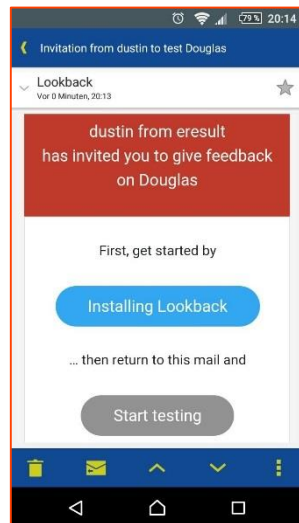 79% 20:14
Invitation from dustin to test Douglas
Lookback
Vor 0 Minuten, 20:13
dustin from eresult
has invited you to give feedback
on Douglas
First, get started by
Installing Lookback
... then return to this mail and
Start testing